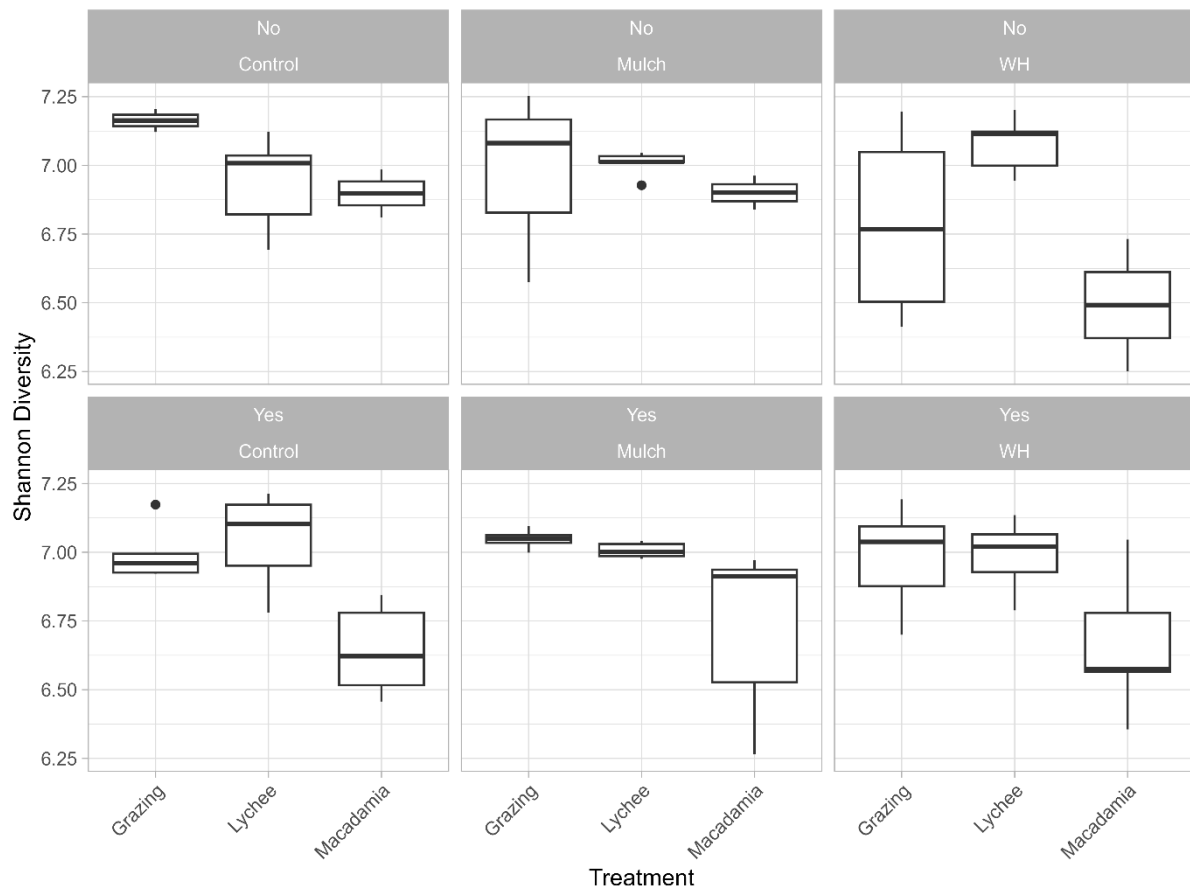 No
Control
No
Mulch
No
WH
7.25
7.00
6.75
6.50
6.25
Yes
Control
Yes
Mulch
Yes
WH
7.25
7.00
6.75
6.50
6.25
Shannon Diversity
Grazing
Lychee
Macadamia
Grazing
Lychee
Macadamia
Grazing
Lychee
Macadamia
Treatment